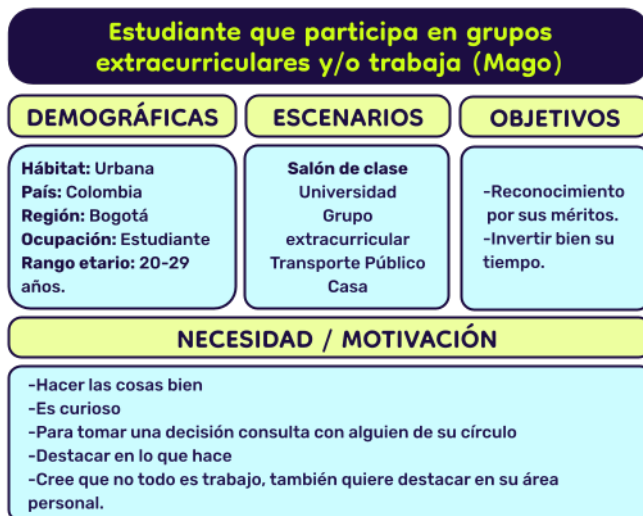 Estudiante que participa en grupos
extracurriculares y/o trabaja (Mago)
DEMOGRÁFICAS
Hábitat: Urbana
País: Colombia
Región: Bogotá
Ocupación: Estudiante
Rango etario: 20-29
años.
ESCENARIOS
Salón de clase
Universidad
Grupo
extracurricular
Transporte Público
Casa
OBJETIVOS
-Reconocimiento
por sus méritos.
-Invertir bien su
tiempo.
NECESIDAD / MOTIVACIÓN
-Hacer las cosas bien
-Es curioso
-Para tomar una decisión consulta con alguien de su círculo
-Destacar en lo que hace
-Cree que no todo es trabajo, también quiere destacar en su área
personal.